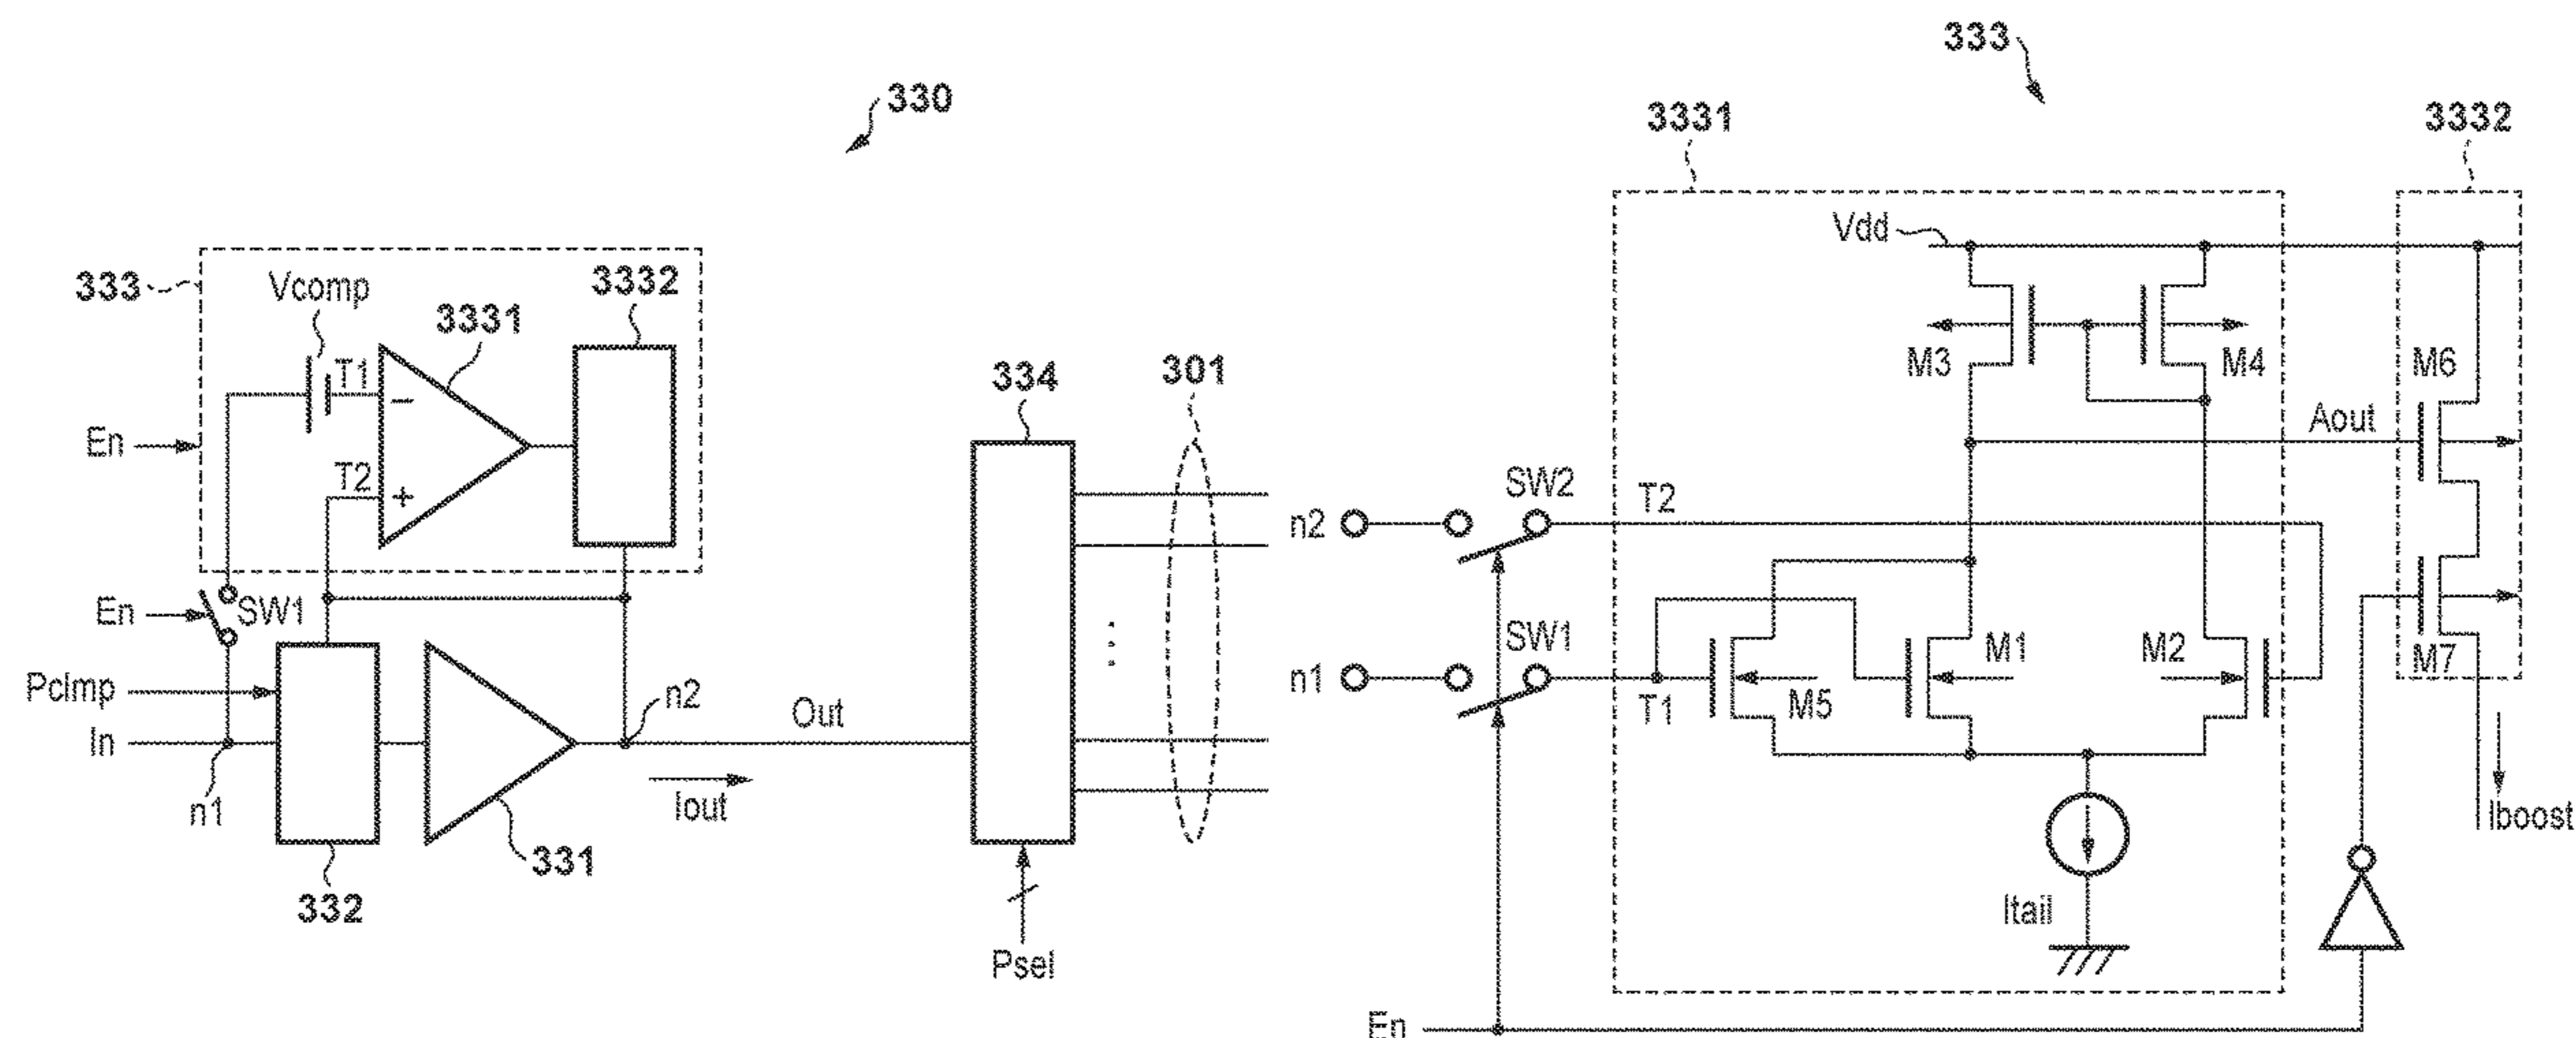 330
333
Vcomp
3331
3332
T1
−
En
T2
+
En
SW1
PclImp
In
n1
332
331
n2
Out
Iout
334
301
Psel
333
3331
3332
Vdd
M3
M4
M6
Aout
n2
SW2
T2
n1
SW1
T1
M5
M1
M2
M7
Iboost
Itail
En